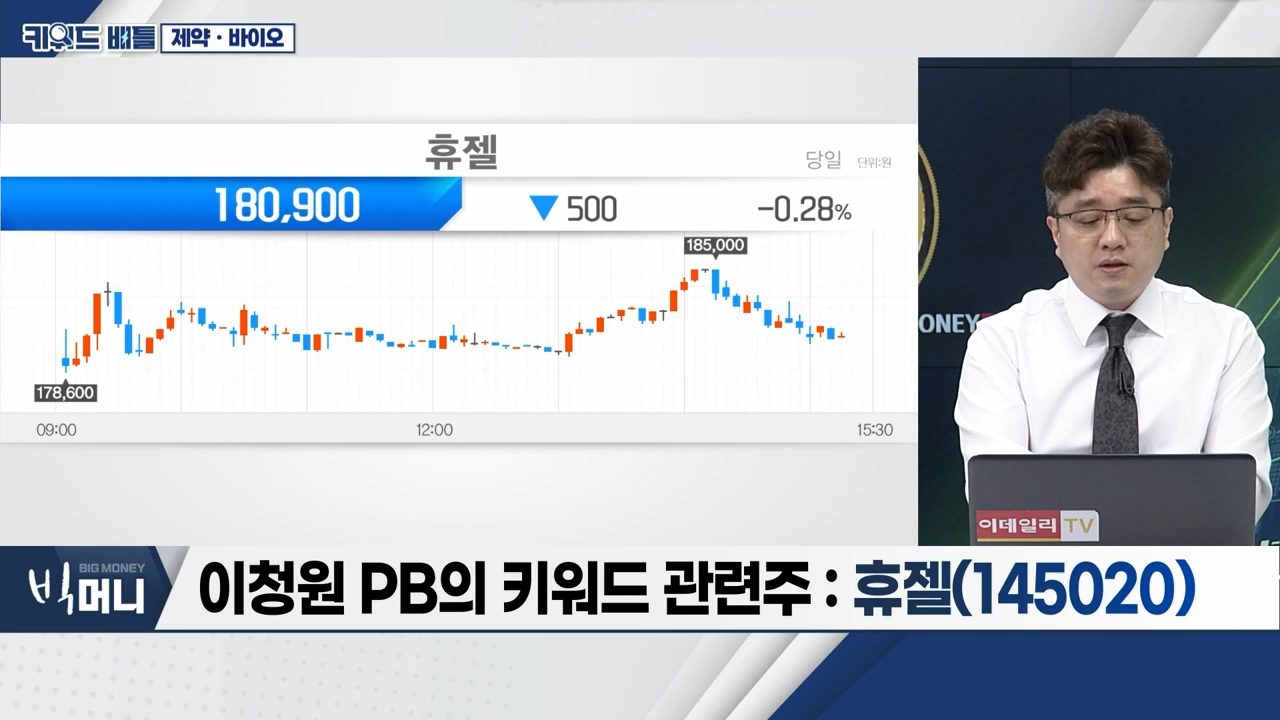 키워드 배틀 제약·바이오
휴젤
당일 단위:원
180,900 ▼500 -0.28%
185,000
178,600
09:00 12:00 15:30
ONEY
이데일리TV
BIG MONEY
빅머니
이청원 PB의 키워드 관련주 : 휴젤(145020)